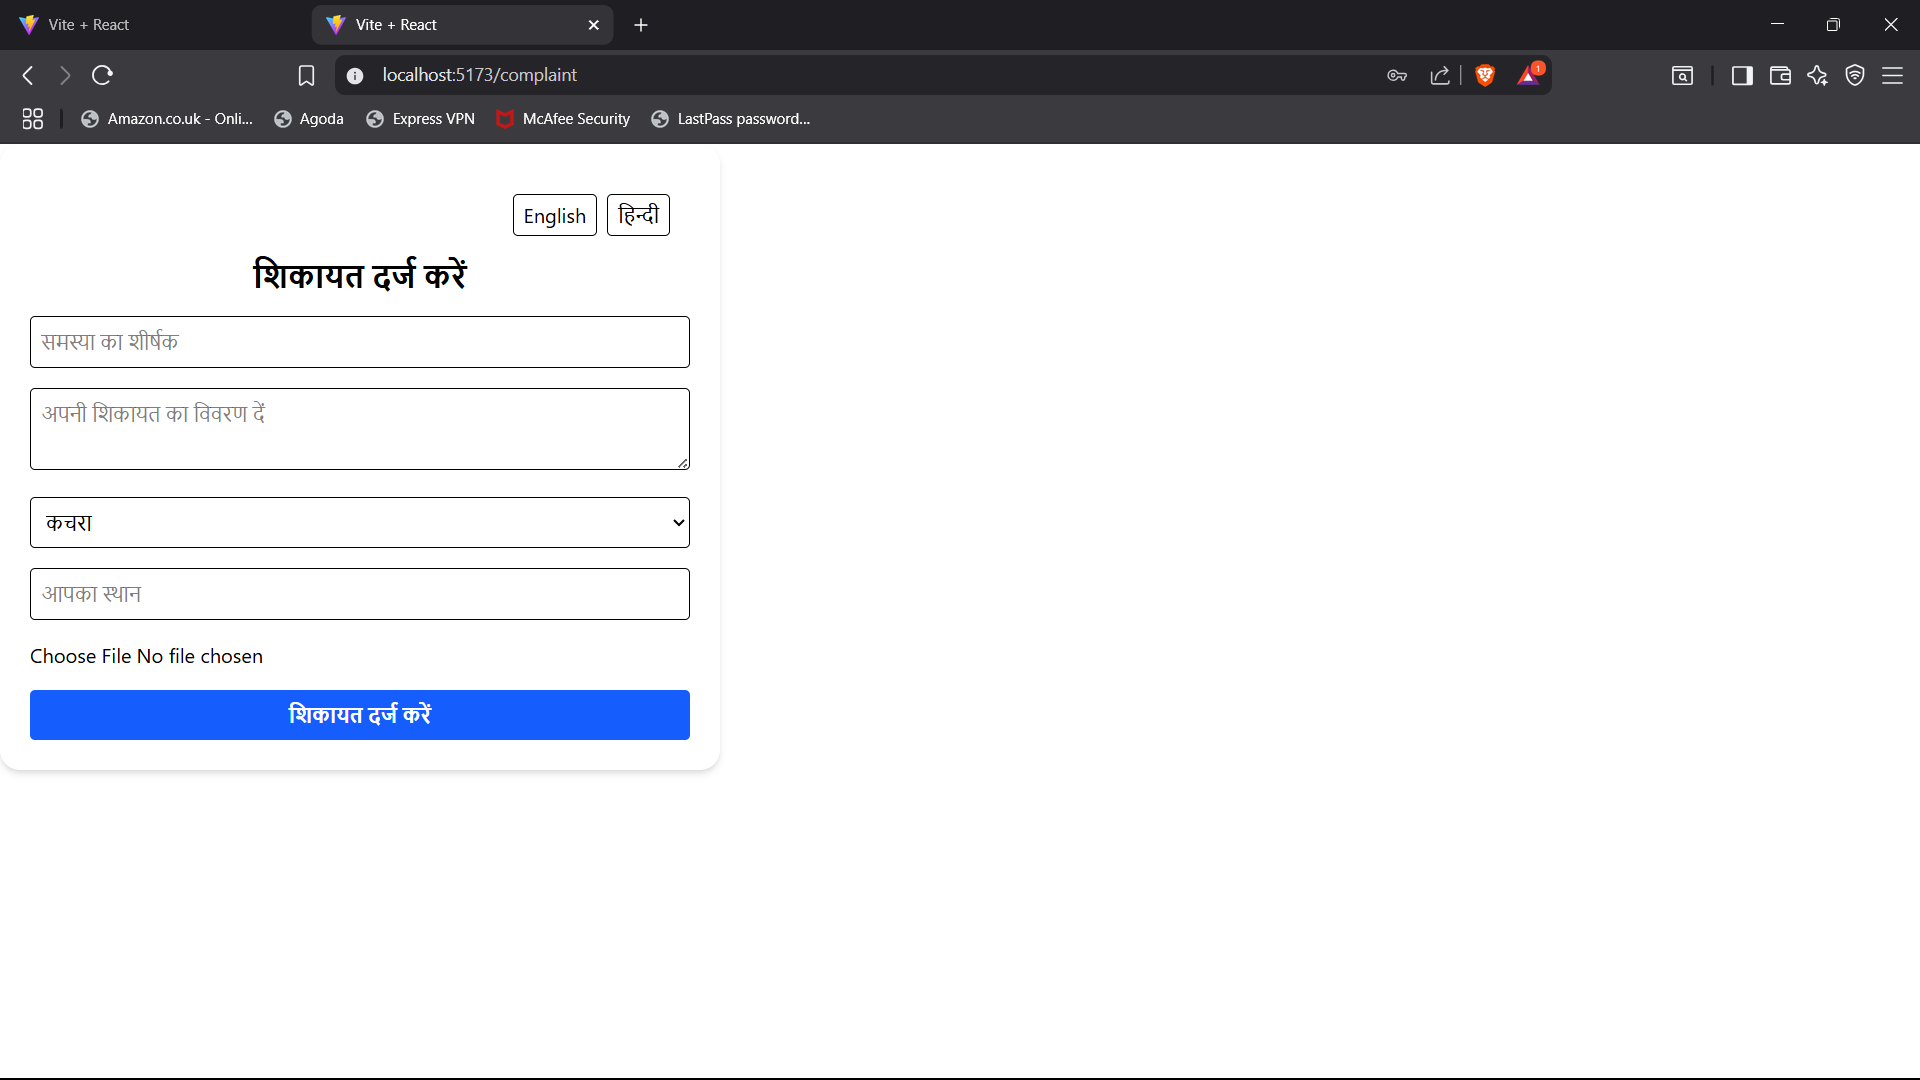 Vite + React
Vite + React
localhost:5173/complaint
1
Amazon.co.uk - Onli...
Agoda
Express VPN
McAfee Security
LastPass password...
English
हिन्दी
शिकायत दर्ज करें
समस्या का शीर्षक
अपनी शिकायत का विवरण दें
कचरा
आपका स्थान
Choose File No file chosen
शिकायत दर्ज करें